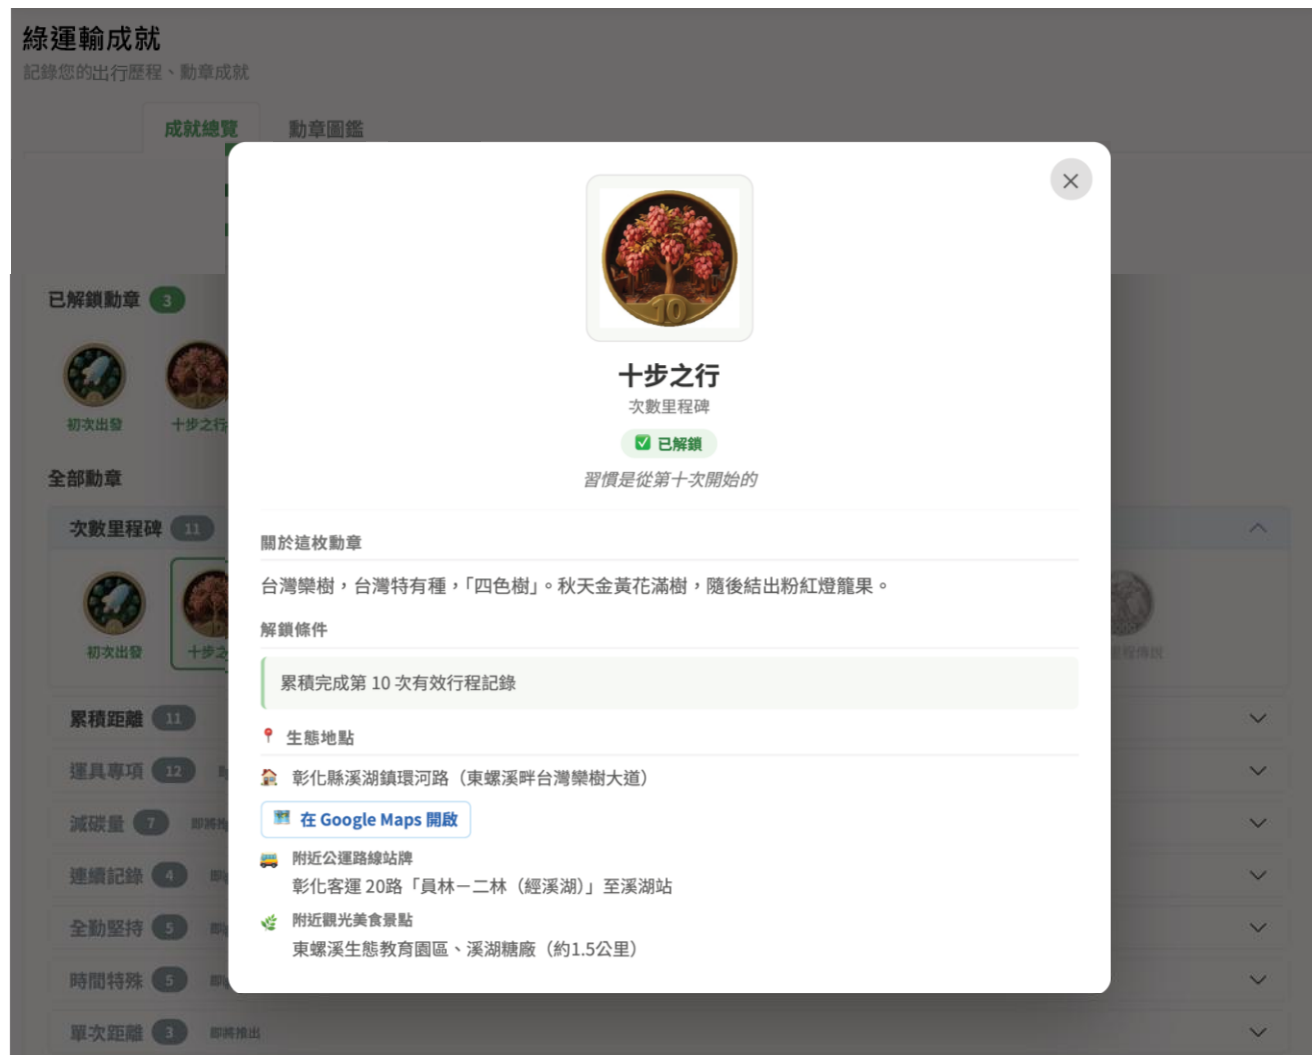 綠運輸成就
記錄您的出行歷程、勳章成就
成就總覽
勳章圖鑑
已解鎖勳章 3
初次出發
十步之行
全部勳章
次數里程碑 11
初次出發
十步之
程傳說
累積距離 11
運具專項 12
減碳量 7 即將推
連續記錄 4 即
全勤堅持 5
時間特殊 5
單次距離 3 即將推出
10
十步之行
次數里程碑
✅ 已解鎖
習慣是從第十次開始的
關於這枚勳章
台灣欒樹，台灣特有種，「四色樹」。秋天金黃花滿樹，隨後結出粉紅燈籠果。
解鎖條件
累積完成第 10 次有效行程記錄
📍 生態地點
🏠 彰化縣溪湖鎮環河路（東螺溪畔台灣欒樹大道）
🗺️ 在 Google Maps 開啟
🚌 附近公運路線站牌
彰化客運 20路「員林－二林（經溪湖）」至溪湖站
🌿 附近觀光美食景點
東螺溪生態教育園區、溪湖糖廠（約1.5公里）